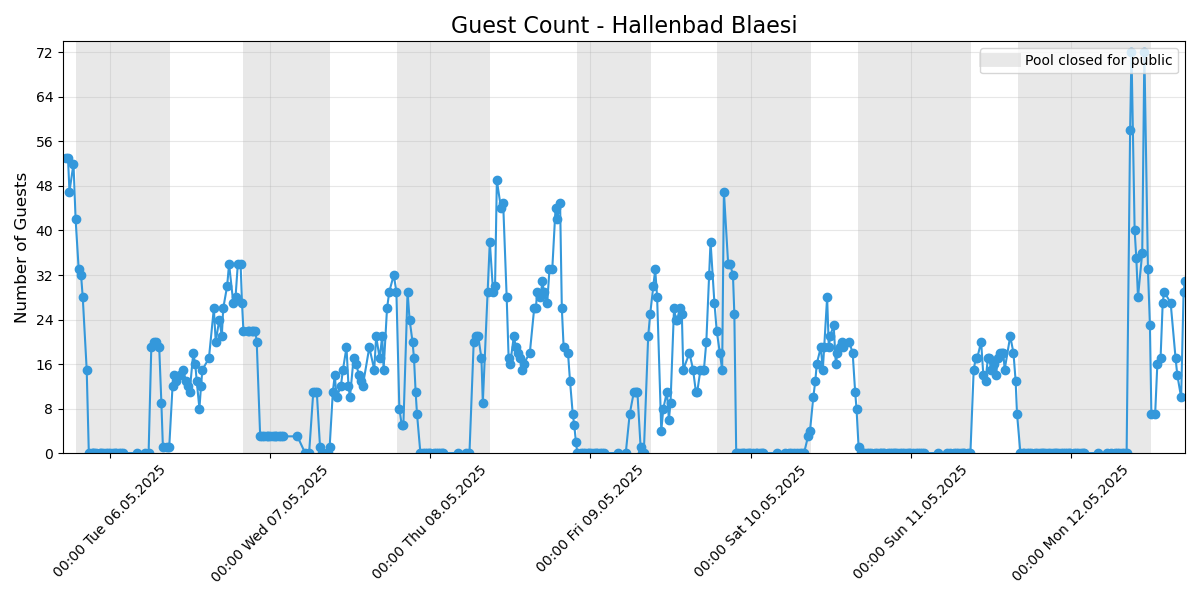 Guest Count - Hallenbad Blaesi
Pool closed for public
Number of Guests
72
64
56
48
40
32
24
16
8
0
00:00 Tue 06.05.2025
00:00 Wed 07.05.2025
00:00 Thu 08.05.2025
00:00 Fri 09.05.2025
00:00 Sat 10.05.2025
00:00 Sun 11.05.2025
00:00 Mon 12.05.2025